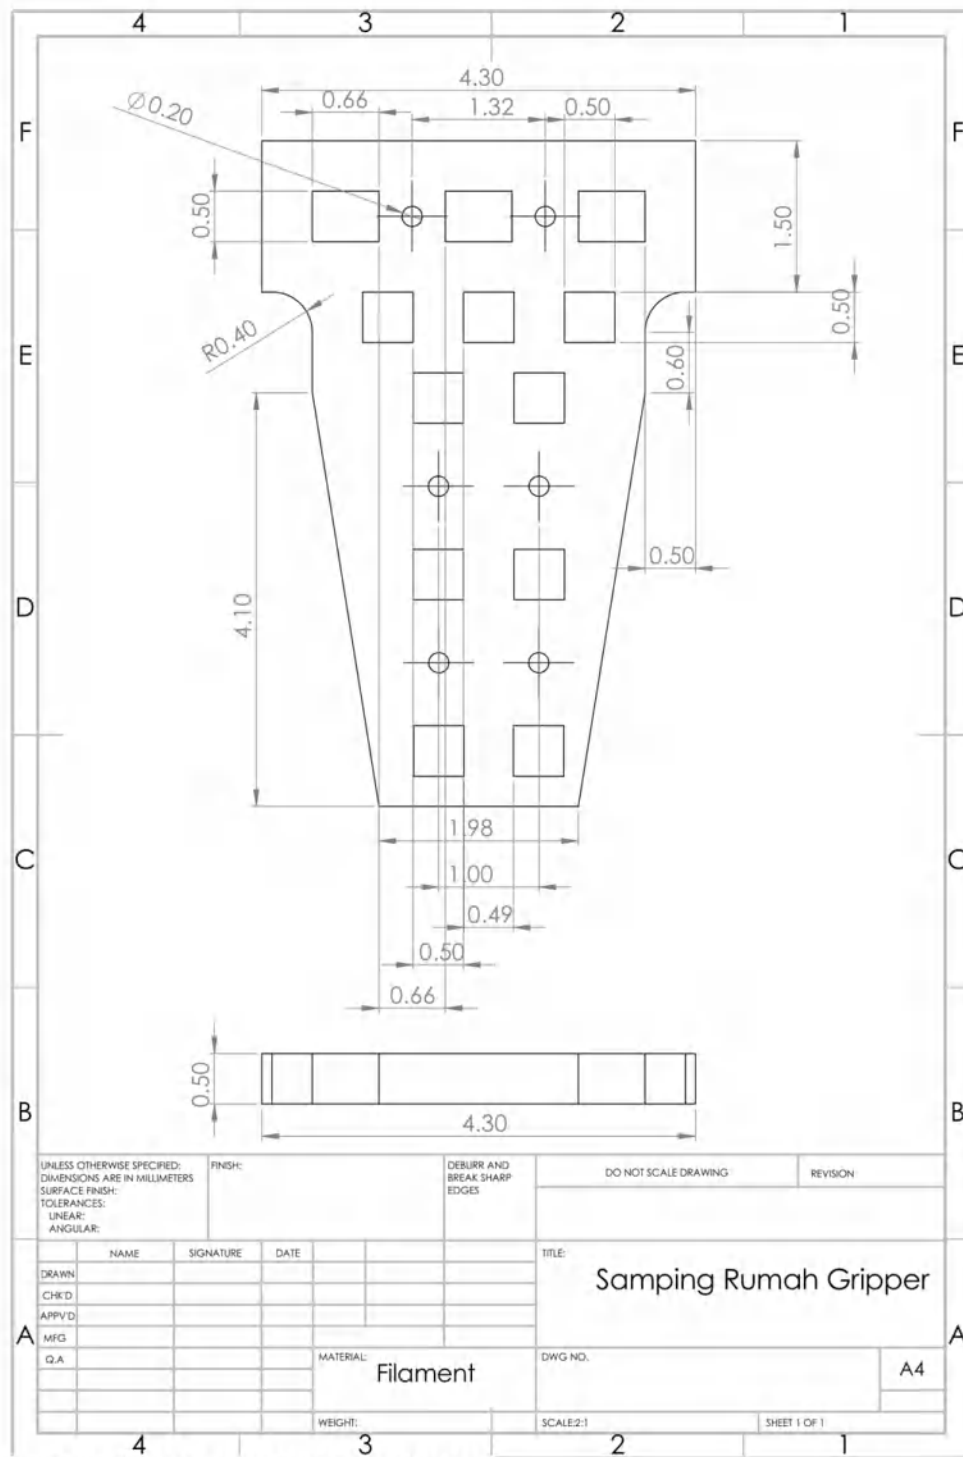 4 3 2 1
F F
E E
D D
C C
B B
A A
4.30
0.66 1.32 0.50
Ø0.20
0.50
1.50
0.50
R0.40
0.60
0.50
4.10
1.98
1.00
0.49
0.50
0.66
0.50
4.30
UNLESS OTHERWISE SPECIFIED:
DIMENSIONS ARE IN MILLIMETERS
SURFACE FINISH:
TOLERANCES:
LINEAR:
ANGULAR:
FINISH:
DEBURR AND
BREAK SHARP
EDGES
DO NOT SCALE DRAWING
REVISION
NAME SIGNATURE DATE
DRAWN
CHK'D
APPV'D
MFG
Q.A
TITLE:
Samping Rumah Gripper
MATERIAL:
Filament
DWG NO.
A4
WEIGHT:
SCALE:2:1
SHEET 1 OF 1
4 3 2 1